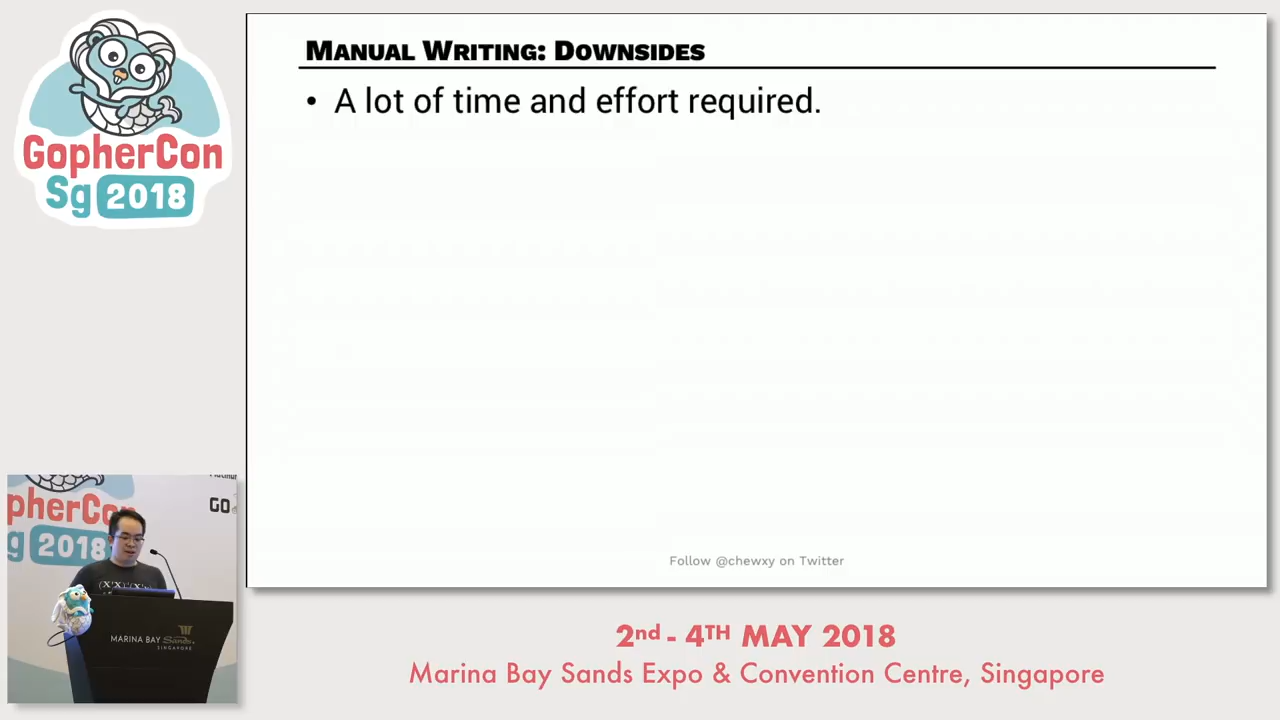 GopherCon
Sg 2018
MANUAL WRITING: DOWNSIDES
• A lot of time and effort required.
Follow @chewxy on Twitter
GO
pherCon
g 2018
MARINA BAY Sands
SINGAPORE
2nd - 4TH MAY 2018
Marina Bay Sands Expo & Convention Centre, Singapore